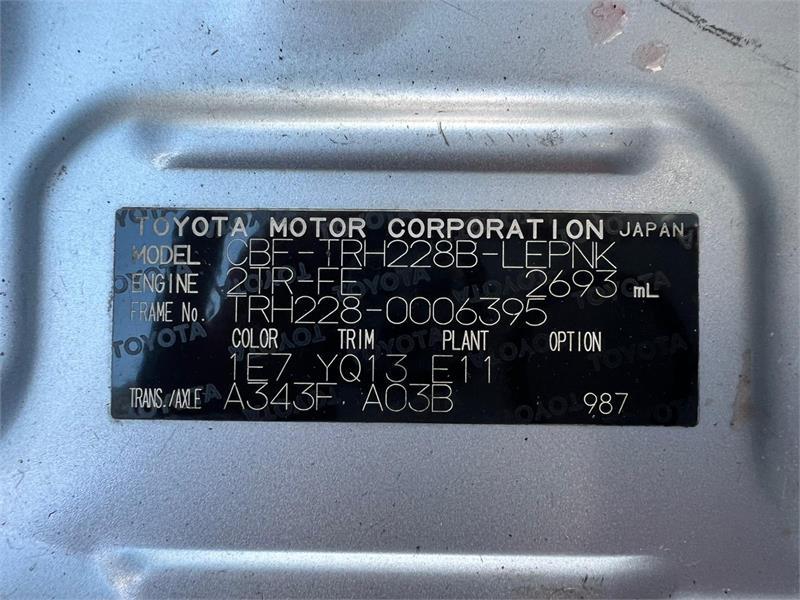 TOYOTA MOTOR CORPORATION JAPAN
MODEL CBF-TRH228B-LEPNK
ENGINE 2TR-FE 2693 mL
FRAME No. TRH228-0006395
COLOR TRIM PLANT OPTION
1E7 YQ13 E11
TRANS./AXLE A343F A03B 987